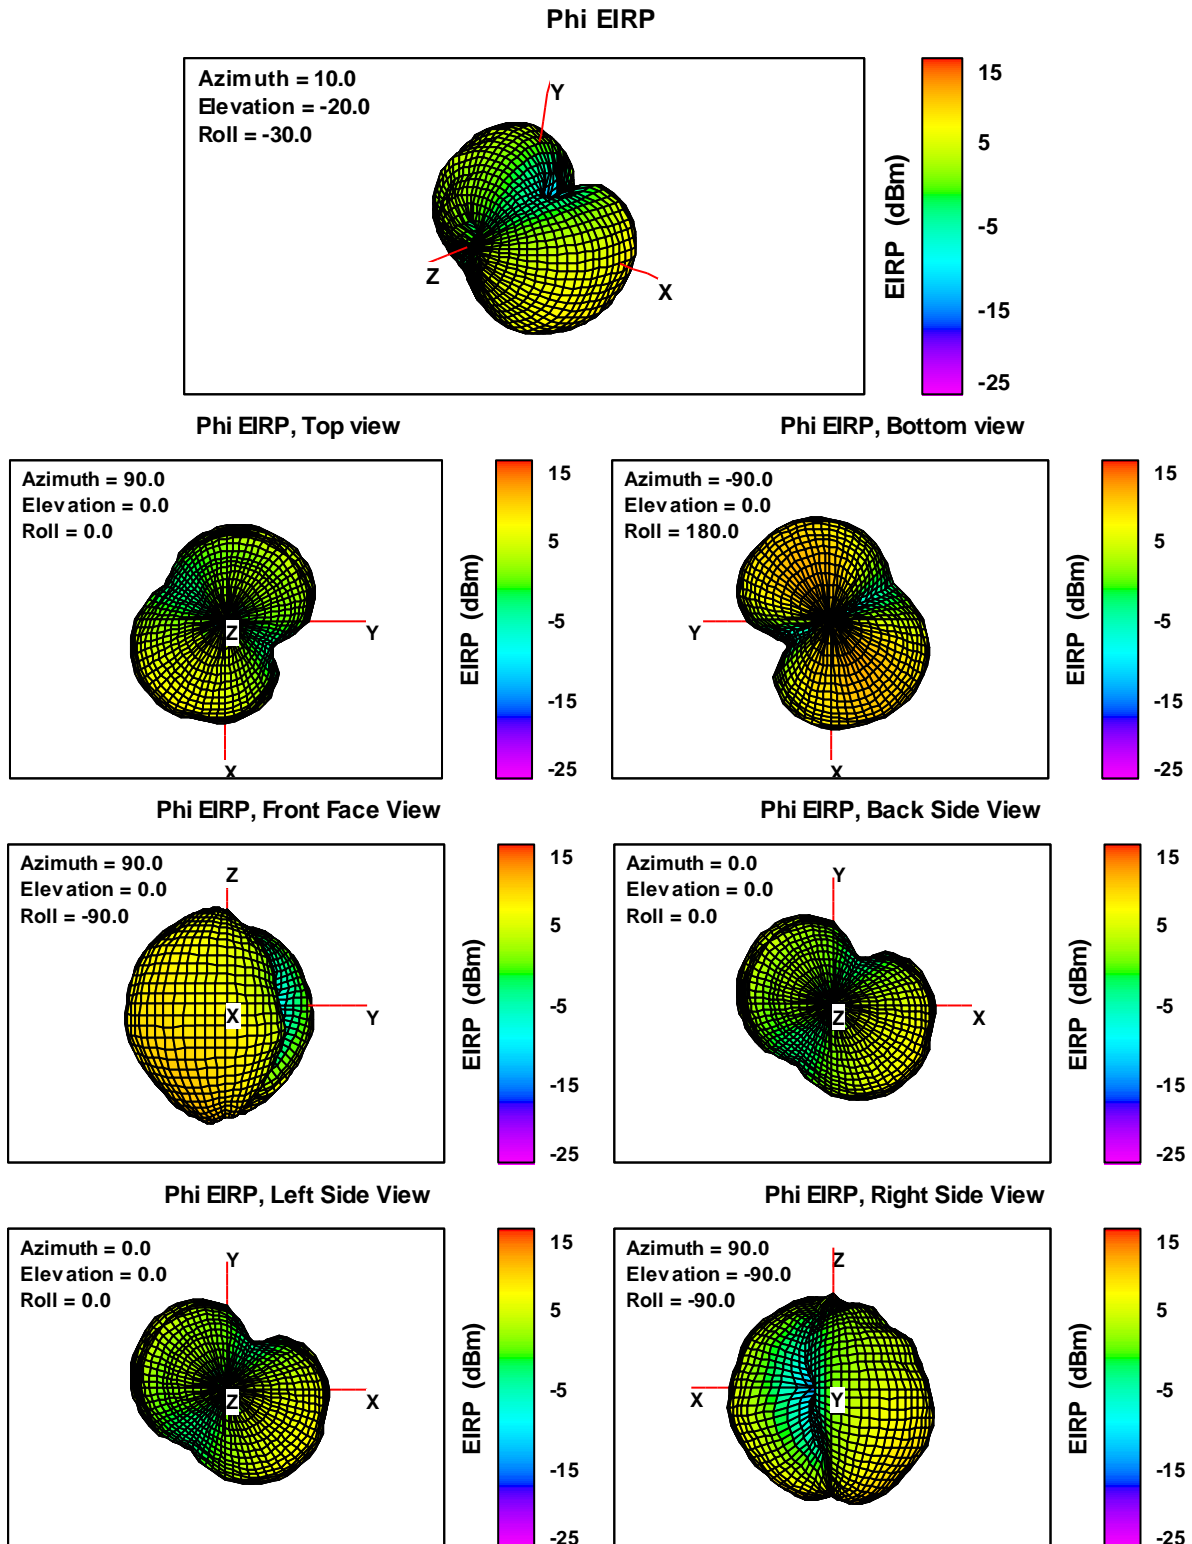 Phi EIRP
Azimuth = 10.0
Elevation = -20.0
Roll = -30.0
Y
Z
X
EIRP (dBm)
15
5
-5
-15
-25
Phi EIRP, Top view
Azimuth = 90.0
Elevation = 0.0
Roll = 0.0
Z
Y
X
EIRP (dBm)
15
5
-5
-15
-25
Phi EIRP, Bottom view
Azimuth = -90.0
Elevation = 0.0
Roll = 180.0
Y
X
EIRP (dBm)
15
5
-5
-15
-25
Phi EIRP, Front Face View
Azimuth = 90.0
Elevation = 0.0
Roll = -90.0
Z
X
Y
EIRP (dBm)
15
5
-5
-15
-25
Phi EIRP, Back Side View
Azimuth = 0.0
Elevation = 0.0
Roll = 0.0
Y
Z
X
EIRP (dBm)
15
5
-5
-15
-25
Phi EIRP, Left Side View
Azimuth = 0.0
Elevation = 0.0
Roll = 0.0
Y
Z
X
EIRP (dBm)
15
5
-5
-15
-25
Phi EIRP, Right Side View
Azimuth = 90.0
Elevation = -90.0
Roll = -90.0
Z
X
Y
EIRP (dBm)
15
5
-5
-15
-25